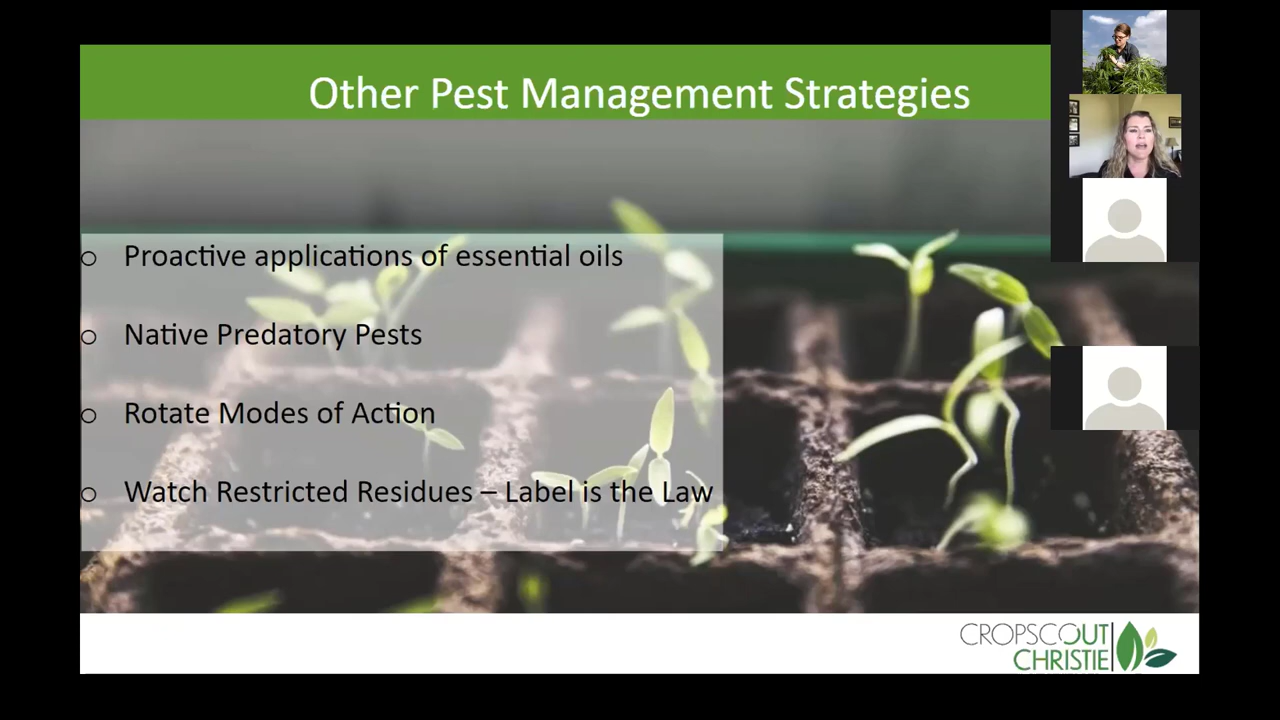 Other Pest Management Strategies
o Proactive applications of essential oils
o Native Predatory Pests
o Rotate Modes of Action
o Watch Restricted Residues – Label is the Law
CROPSCOUT
CHRISTIE